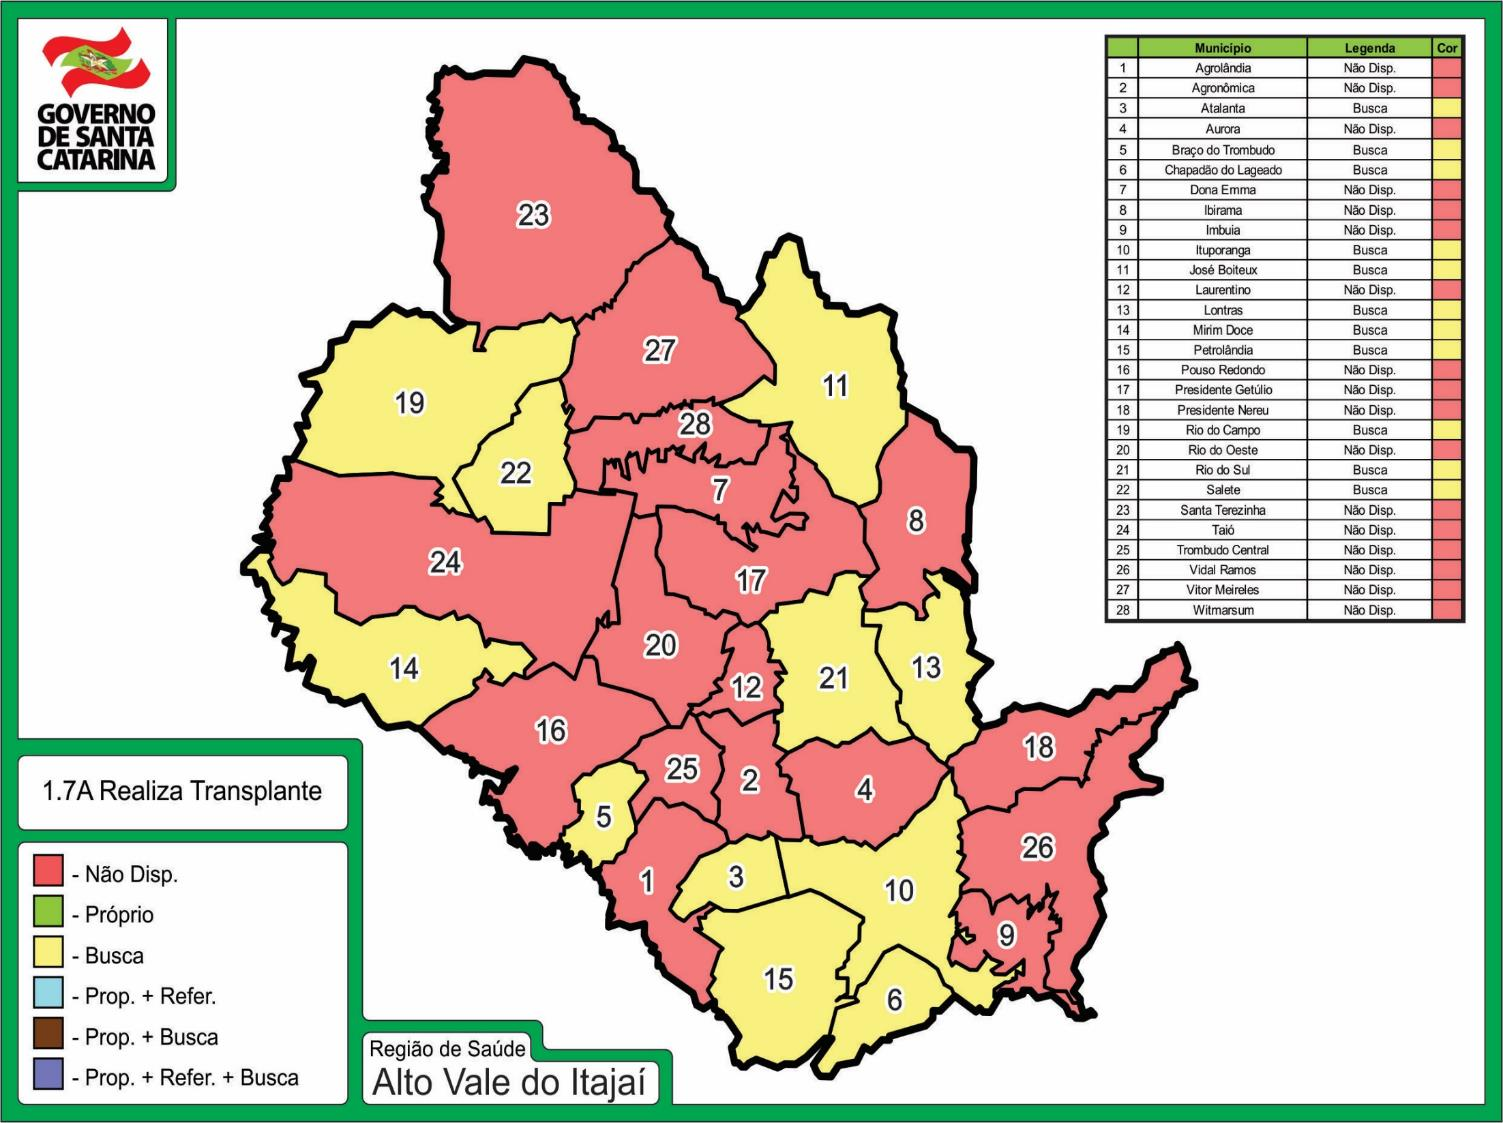 GOVERNO
DE SANTA
CATARINA
Município Legenda Cor
1 Agrolândia Não Disp.
2 Agronômica Não Disp.
3 Atalanta Busca
4 Aurora Não Disp.
5 Braço do Trombudo Busca
6 Chapadão do Lageado Busca
7 Dona Emma Não Disp.
8 Ibirama Não Disp.
9 Imbuia Não Disp.
10 Ituporanga Busca
11 José Boiteux Busca
12 Laurentino Não Disp.
13 Lontras Busca
14 Mirim Doce Busca
15 Petrolândia Busca
16 Pouso Redondo Não Disp.
17 Presidente Getúlio Não Disp.
18 Presidente Nereu Não Disp.
19 Rio do Campo Busca
20 Rio do Oeste Não Disp.
21 Rio do Sul Busca
22 Salete Busca
23 Santa Terezinha Não Disp.
24 Taió Não Disp.
25 Trombudo Central Não Disp.
26 Vidal Ramos Não Disp.
27 Vitor Meireles Não Disp.
28 Witmarsum Não Disp.
23
27
11
19
28
22
7
8
24
17
20
14
13
21
12
16
18
25
2
4
5
26
3
1
10
9
15
6
1.7A Realiza Transplante
- Não Disp.
- Próprio
- Busca
- Prop. + Refer.
- Prop. + Busca
- Prop. + Refer. + Busca
Região de Saúde
Alto Vale do Itajaí